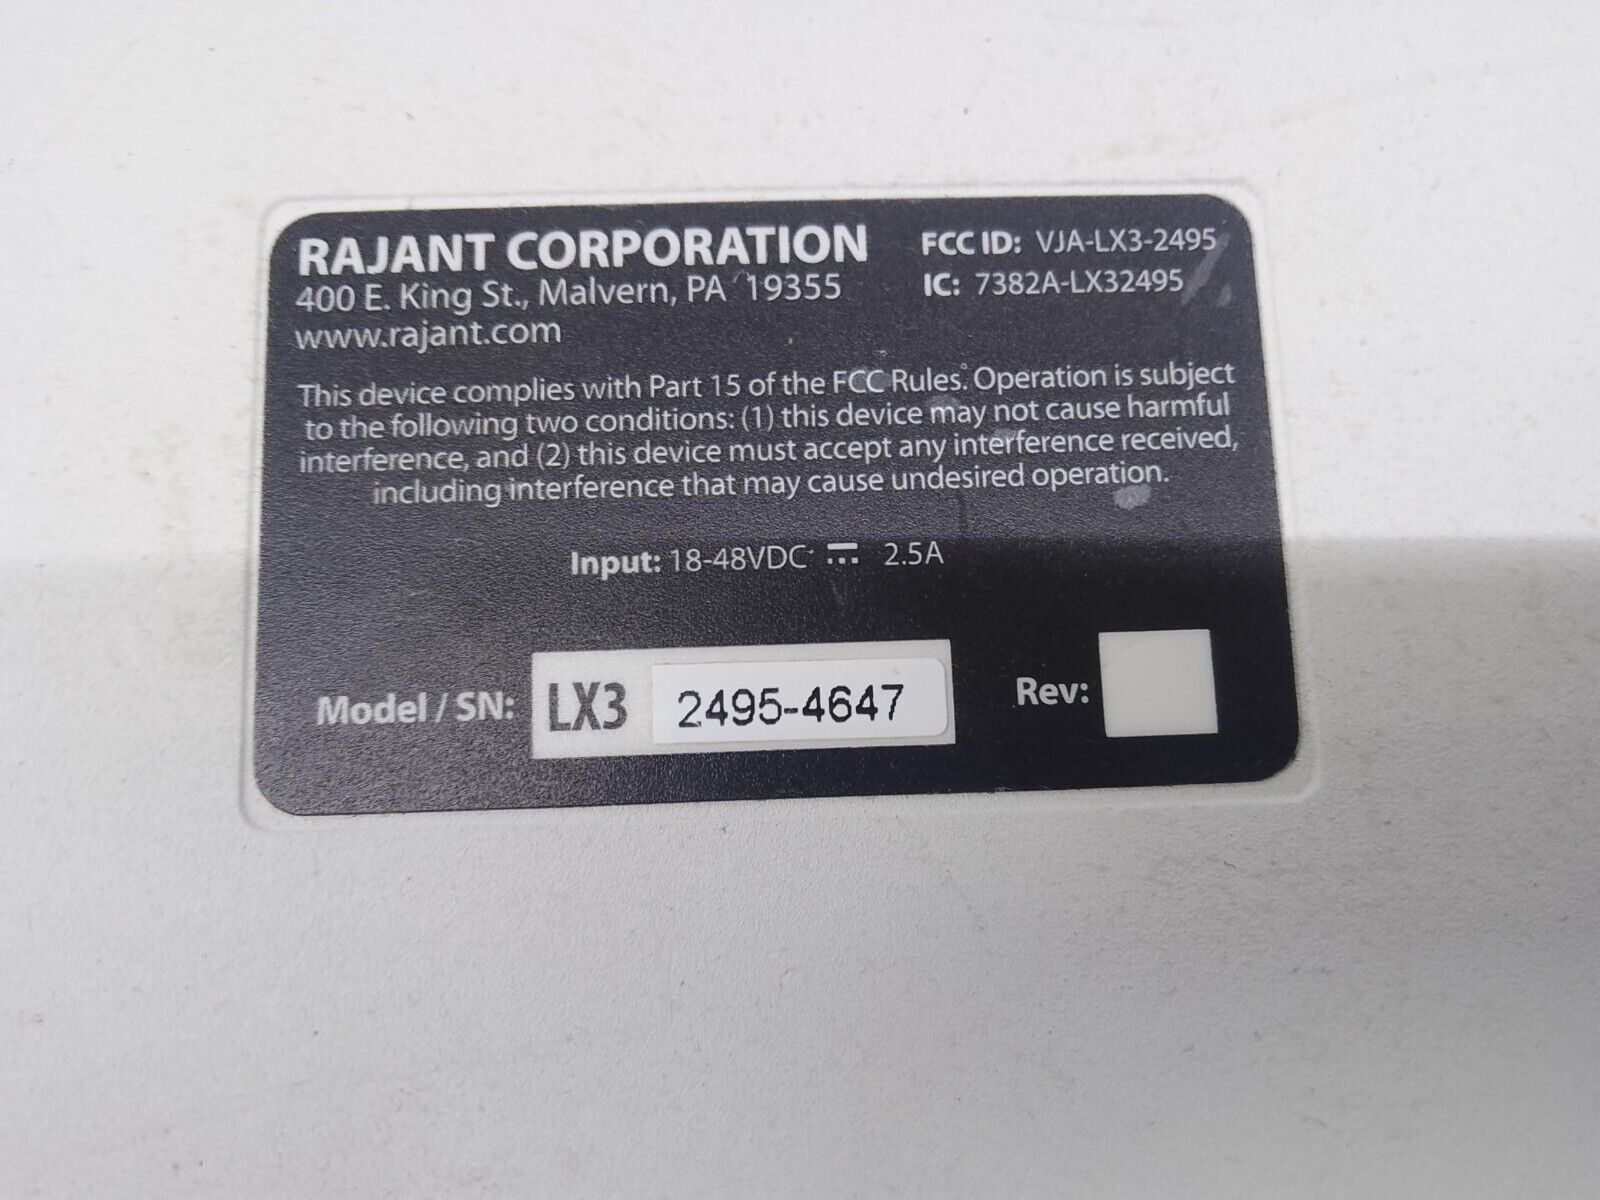 RAJANT CORPORATION
400 E. King St., Malvern, PA 19355
www.rajant.com
FCC ID: VJA-LX3-2495
IC: 7382A-LX32495
This device complies with Part 15 of the FCC Rules. Operation is subject
to the following two conditions: (1) this device may not cause harmful
interference, and (2) this device must accept any interference received,
including interference that may cause undesired operation.
Input: 18-48VDC ⎓ 2.5A
Model / SN: LX3 2495-4647
Rev: